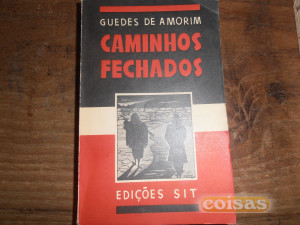 GUEDES DE AMORIM
CAMINHOS
FECHADOS
EDIÇÕES SIT
coisas